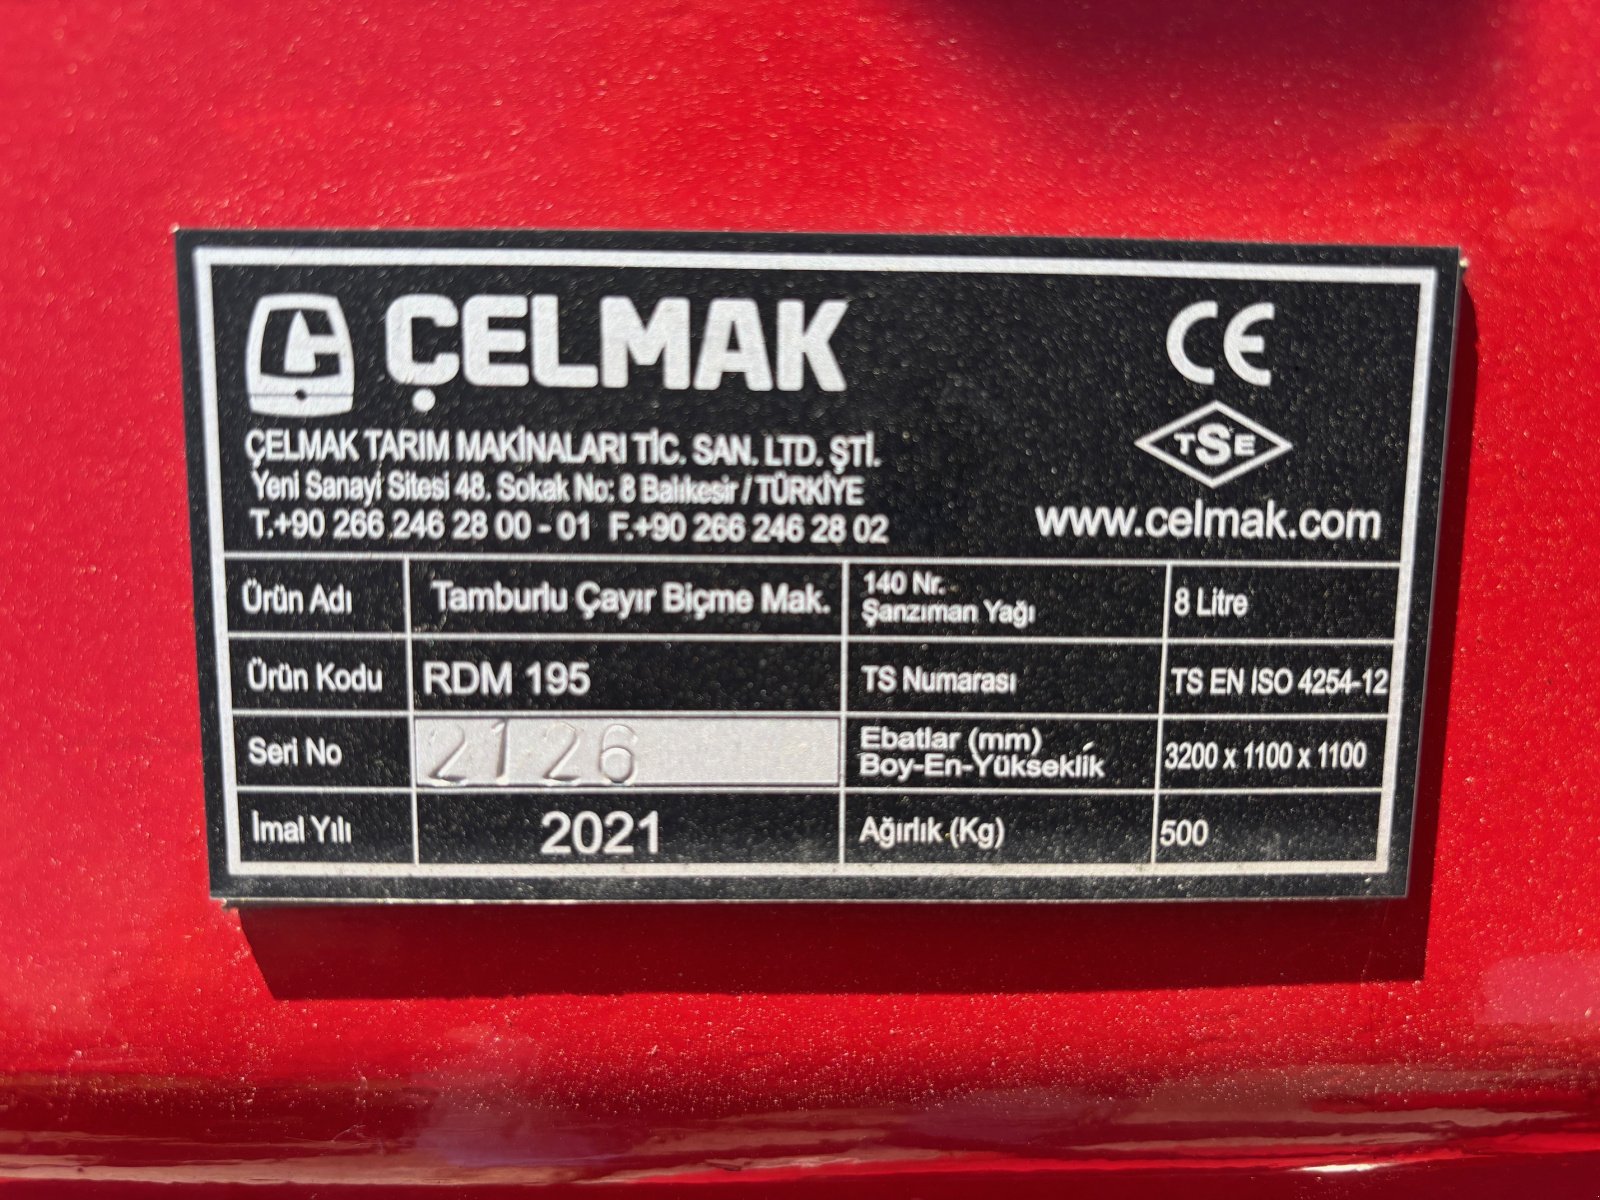 ÇELMAK
CE
TSE
ÇELMAK TARIM MAKİNALARI TİC. SAN. LTD. ŞTİ.
Yeni Sanayi Sitesi 48. Sokak No: 8 Balıkesir / TÜRKİYE
T.+90 266 246 28 00 - 01 F.+90 266 246 28 02
www.celmak.com
Ürün Adı
Tamburlu Çayır Biçme Mak.
140 Nr.
Şanzıman Yağı
8 Litre
Ürün Kodu
RDM 195
TS Numarası
TS EN ISO 4254-12
Seri No
2126
Ebatlar (mm)
Boy-En-Yükseklik
3200 x 1100 x 1100
İmal Yılı
2021
Ağırlık (Kg)
500